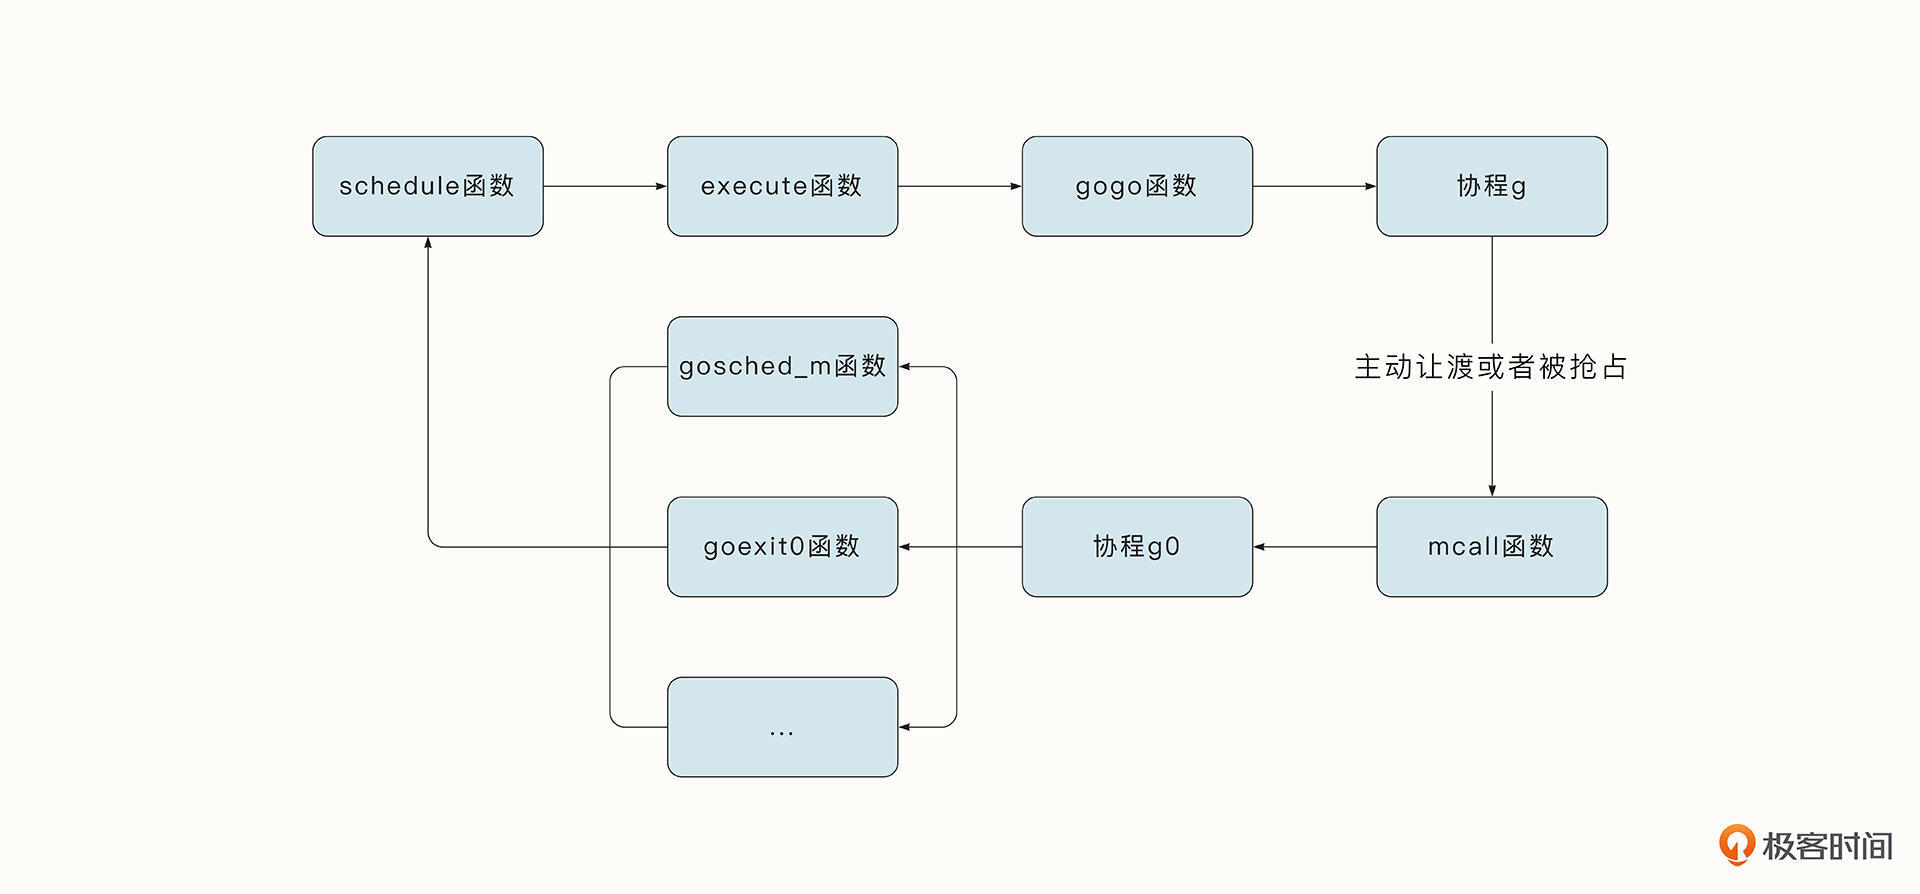 schedule函数
execute函数
gogo函数
协程g
gosched_m函数
主动让渡或者被抢占
goexit0函数
协程g0
mcall函数
...
极客时间